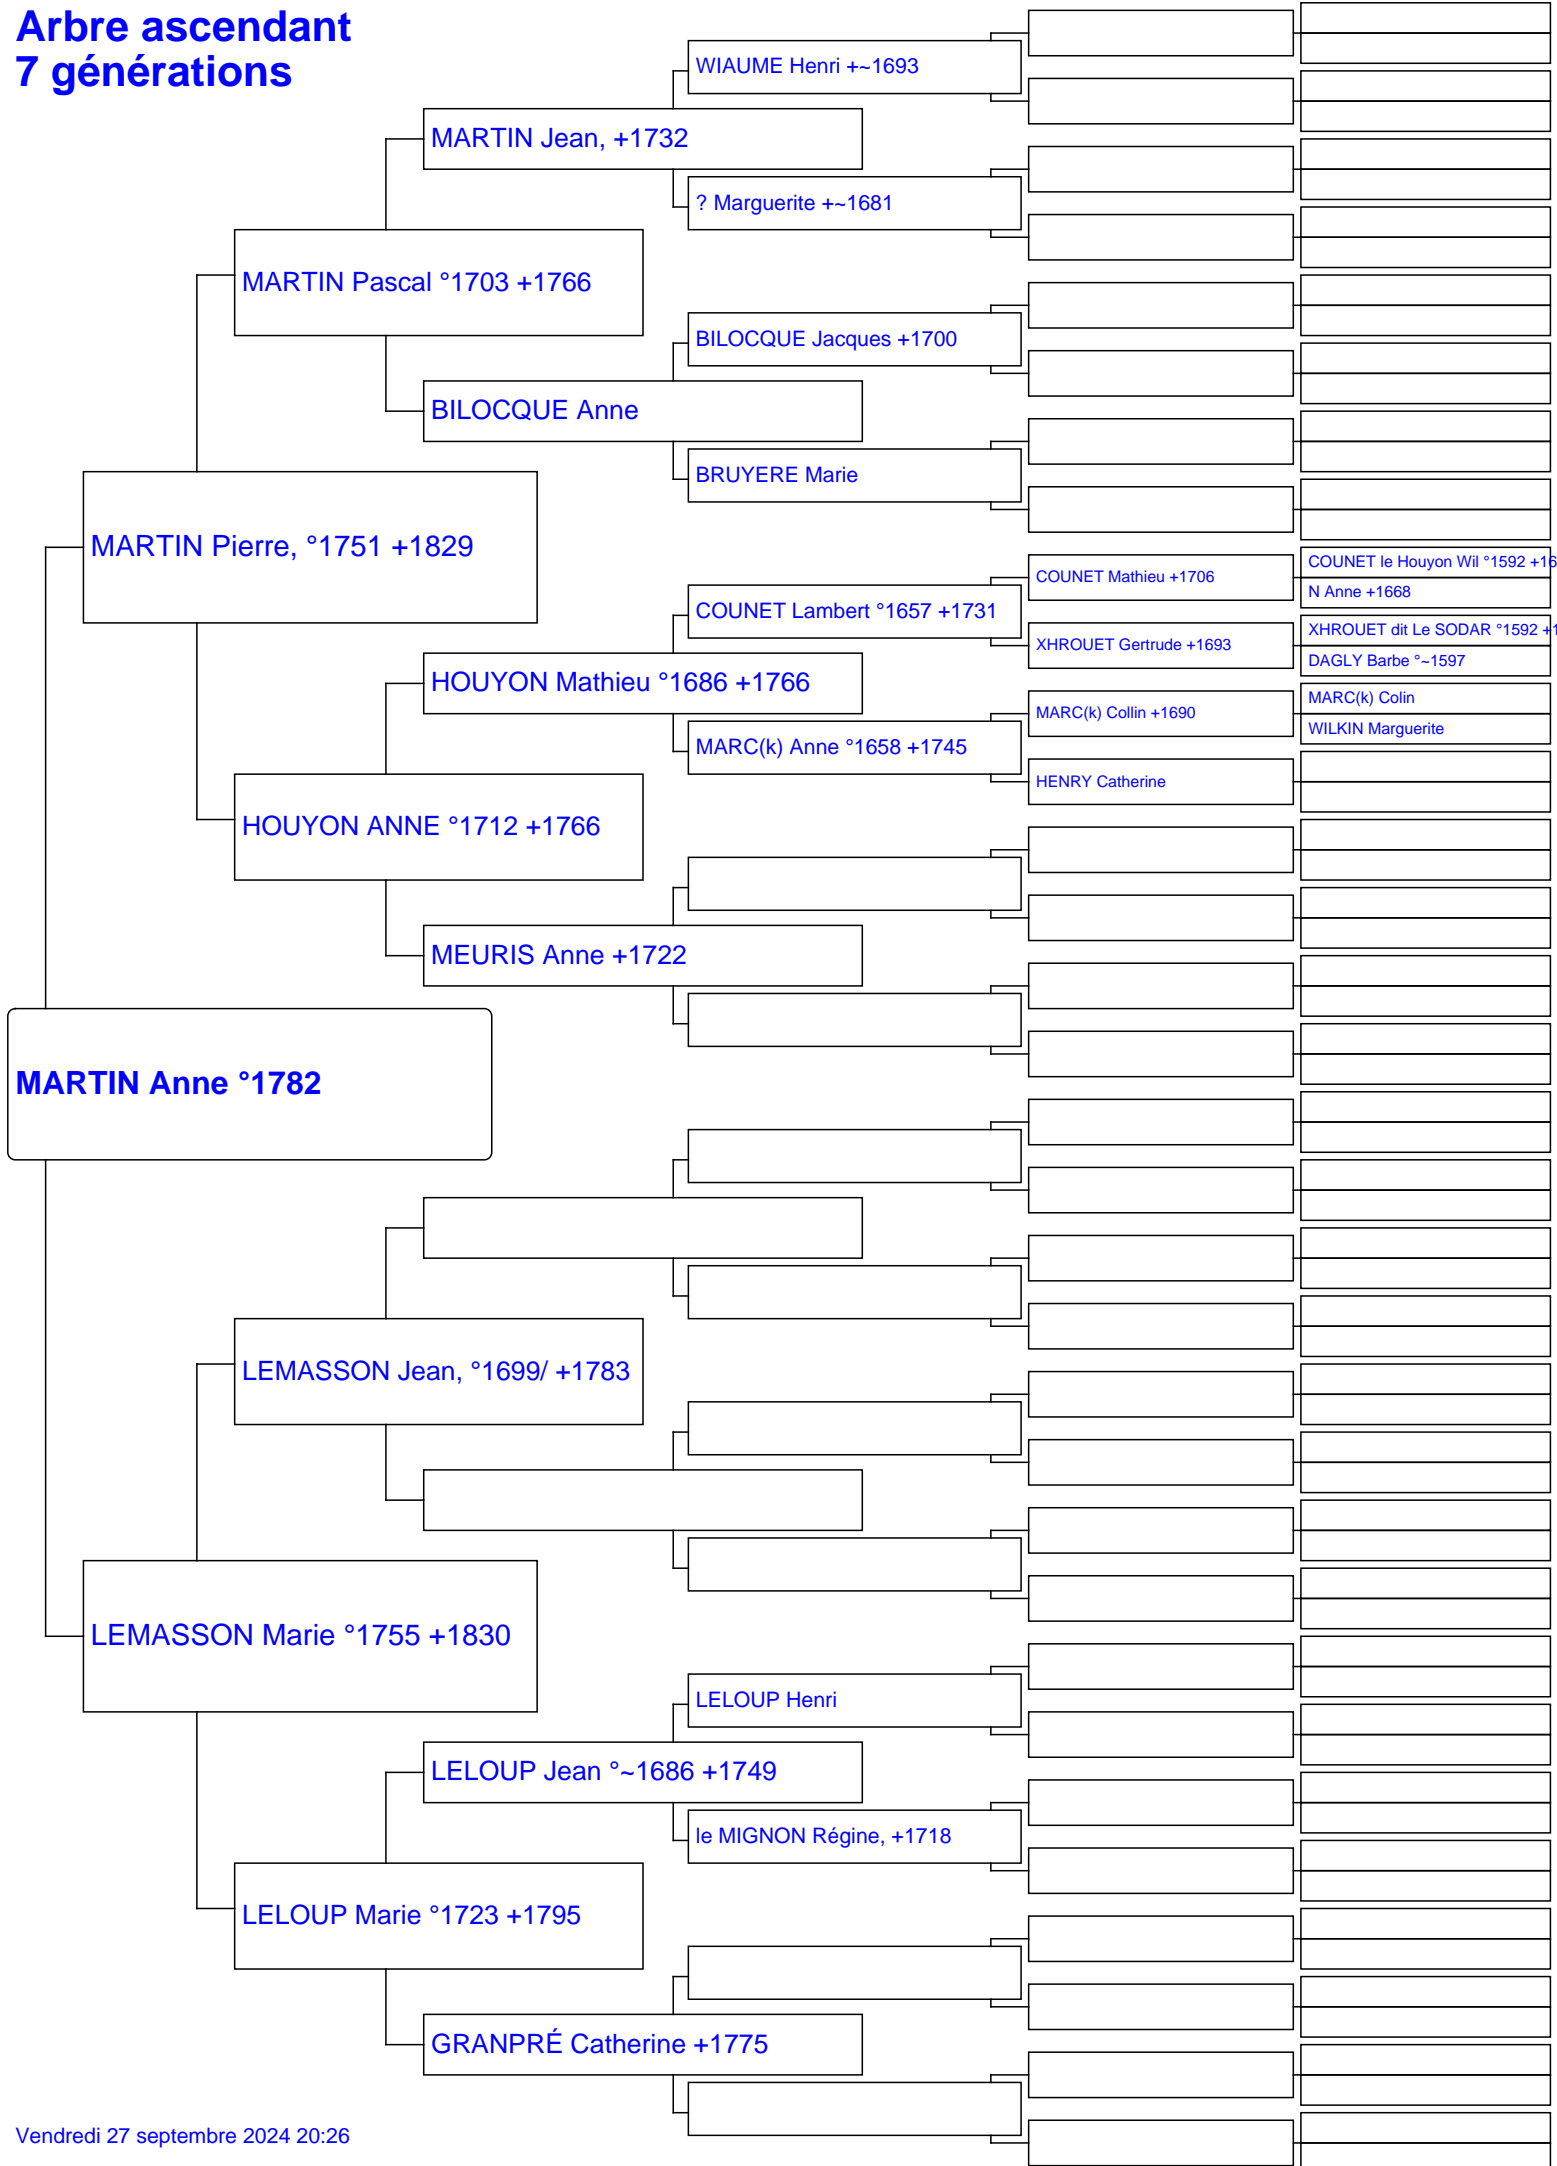 Arbre ascendant
7 générations
WIAUME Henri +~1693
MARTIN Jean, +1732
? Marguerite +~1681
MARTIN Pascal °1703 +1766
BILOCQUE Jacques +1700
BILOCQUE Anne
BRUYERE Marie
MARTIN Pierre, °1751 +1829
COUNET le Houyon Wil °1592 +16
COUNET Mathieu +1706
N Anne +1668
COUNET Lambert °1657 +1731
XHROUET dit Le SODAR °1592 +1
XHROUET Gertrude +1693
DAGLY Barbe °~1597
HOUYON Mathieu °1686 +1766
MARC(k) Colin
MARC(k) Collin +1690
WILKIN Marguerite
MARC(k) Anne °1658 +1745
HENRY Catherine
HOUYON ANNE °1712 +1766
MEURIS Anne +1722
MARTIN Anne °1782
LEMASSON Jean, °1699/ +1783
LEMASSON Marie °1755 +1830
LELOUP Henri
LELOUP Jean °~1686 +1749
le MIGNON Régine, +1718
LELOUP Marie °1723 +1795
GRANPRÉ Catherine +1775
Vendredi 27 septembre 2024 20:26